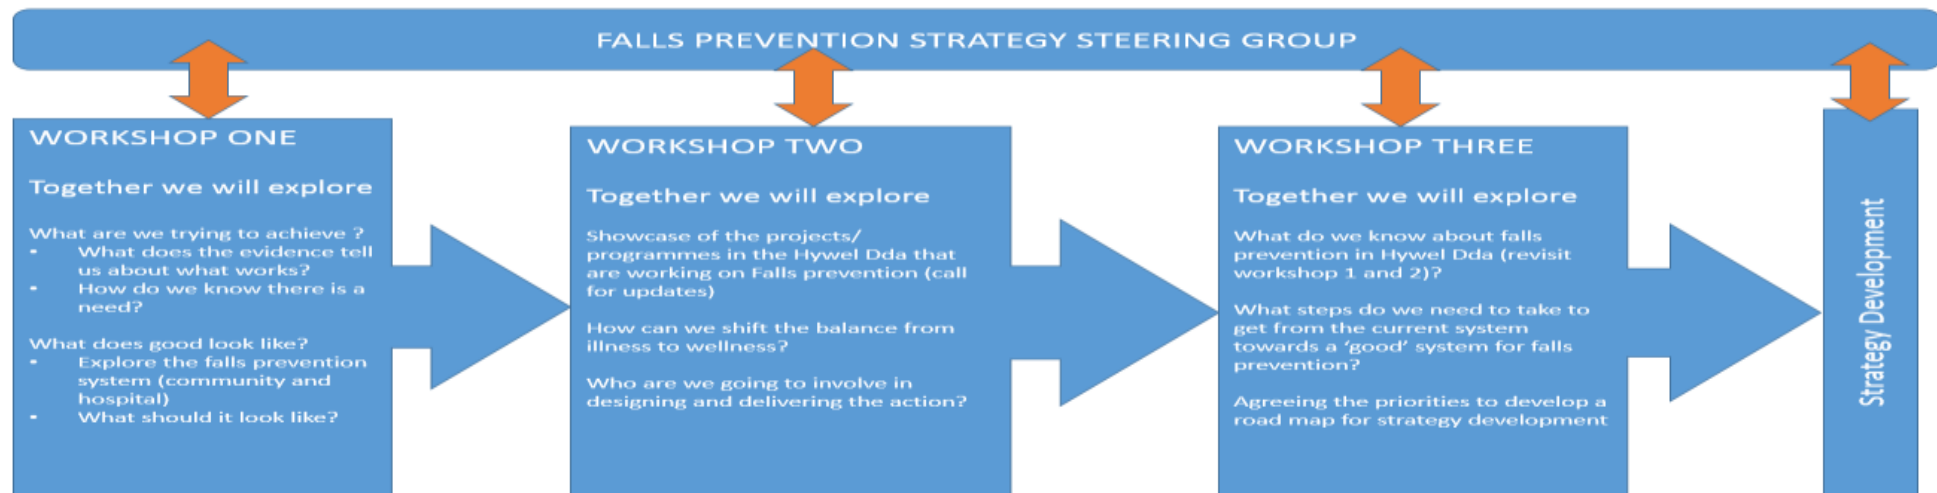 FALLS PREVENTION STRATEGY STEERING GROUP
WORKSHOP ONE
Together we will explore
What are we trying to achieve ?
- What does the evidence tell
us about what works?
- How do we know there is a
need?
What does good look like?
- Explore the falls prevention
system (community and
hospital)
- What should it look like?
WORKSHOP TWO
Together we will explore
Showcase of the projects/
programmes in the Hywel Dda that
are working on Falls prevention (call
for updates)
How can we shift the balance from
illness to wellness?
Who are we going to involve in
designing and delivering the action?
WORKSHOP THREE
Together we will explore
What do we know about falls
prevention in Hywel Dda (revisit
workshop 1 and 2)?
What steps do we need to take to
get from the current system
towards a ‘good’ system for falls
prevention?
Agreeing the priorities to develop a
road map for strategy development
Strategy Development